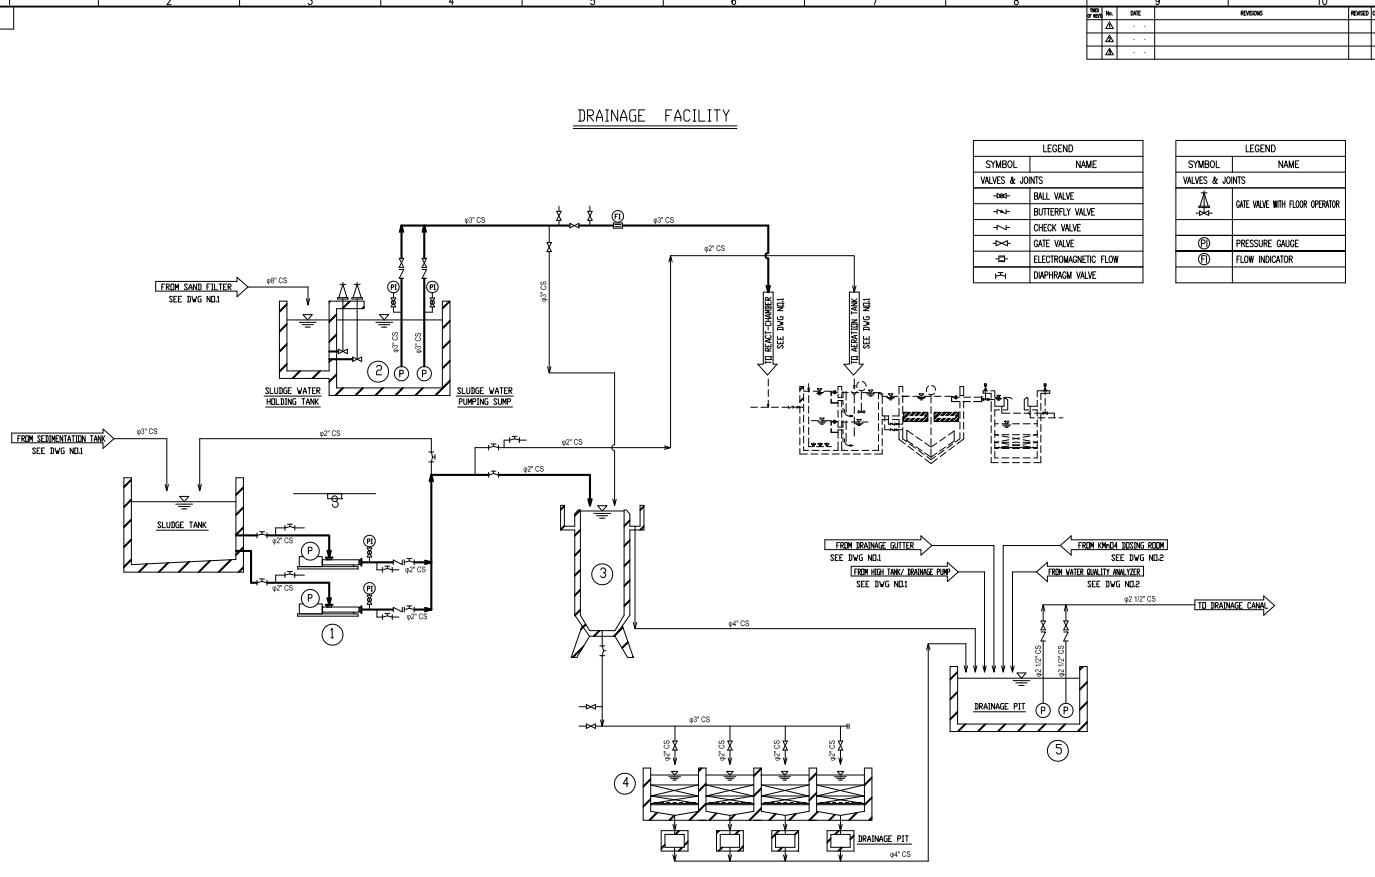 2 3 4 5 6 7 8 9 10
TIMES OF REV'D No. DATE REVISIONS REVISED
1 - -
2 - -
3 - -
DRAINAGE FACILITY
LEGEND
SYMBOL NAME
VALVES & JOINTS
BALL VALVE
BUTTERFLY VALVE
CHECK VALVE
GATE VALVE
ELECTROMAGNETIC FLOW
DIAPHRAGM VALVE
LEGEND
SYMBOL NAME
VALVES & JOINTS
GATE VALVE WITH FLOOR OPERATOR
PI PRESSURE GAUGE
FI FLOW INDICATOR
φ3" CS
FI
φ3" CS
φ2" CS
φ3" CS
FROM SAND FILTER
SEE DWG NO.1
φ8" CS
PI
PI
φ3" CS
φ3" CS
2
P
P
SLUDGE WATER
HOLDING TANK
SLUDGE WATER
PUMPING SUMP
TO REACT-CHAMBER
SEE DWG NO.1
TO AERATION TANK
SEE DWG NO.1
FROM SEDIMENTATION TANK
SEE DWG NO.1
φ3" CS
φ2" CS
φ2" CS
φ2" CS
SLUDGE TANK
φ2" CS
P
PI
φ2" CS
φ2" CS
P
PI
φ2" CS
1
3
φ4" CS
FROM DRAINAGE GUTTER
SEE DWG NO.1
FROM HIGH TANK/ DRAINAGE PUMP
SEE DWG NO.1
FROM KMnO4 DOSING ROOM
SEE DWG NO.2
FROM WATER QUALITY ANALYZER
SEE DWG NO.2
φ2 1/2" CS
TO DRAINAGE CANAL
φ2 1/2" CS
φ2 1/2" CS
DRAINAGE PIT
P
P
5
φ3" CS
φ2" CS
φ2" CS
φ2" CS
φ2" CS
4
DRAINAGE PIT
φ4" CS